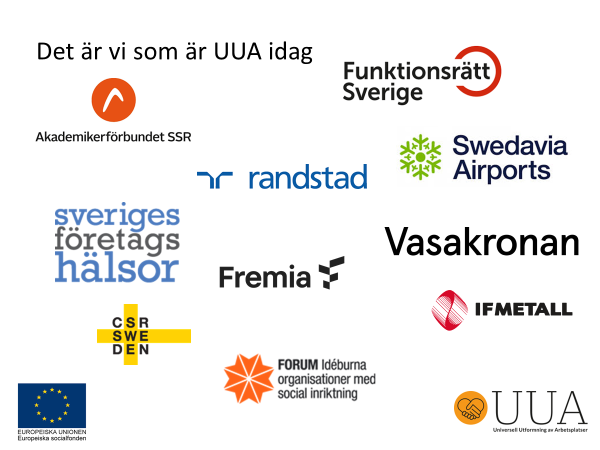 Det är vi som är UUA idag
Funktionsrätt
Sverige
Akademikerförbundet SSR
Swedavia
Airports
randstad
sveriges
företags
hälsor
Vasakronan
Fremia
IFMETALL
CSR
SWE
DEN
FORUM Idéburna
organisationer med
social inriktning
EUROPEISKA UNIONEN
Europeiska socialfonden
UUA
Universell Utformning av Arbetsplatser